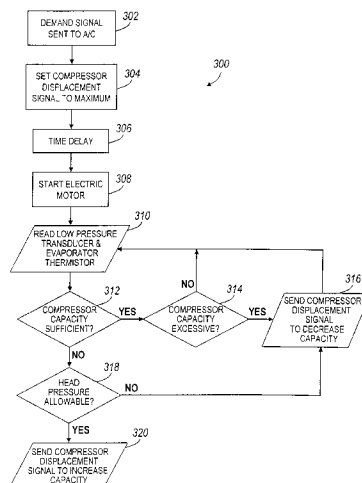 302
DEMAND SIGNAL
SENT TO A/C
304
SET COMPRESSOR
DISPLACEMENT
SIGNAL TO MAXIMUM
300
306
TIME DELAY
308
START ELECTRIC
MOTOR
310
READ LOW PRESSURE
TRANSDUCER &
EVAPORATOR
THERMISTOR
312
COMPRESSOR
CAPACITY
SUFFICIENT?
YES
NO
314
COMPRESSOR
CAPACITY
EXCESSIVE?
NO
YES
316
SEND COMPRESSOR
DISPLACEMENT
SIGNAL
TO DECREASE
CAPACITY
318
HEAD
PRESSURE
ALLOWABLE?
NO
YES
320
SEND COMPRESSOR
DISPLACEMENT
SIGNAL TO INCREASE
CAPACITY